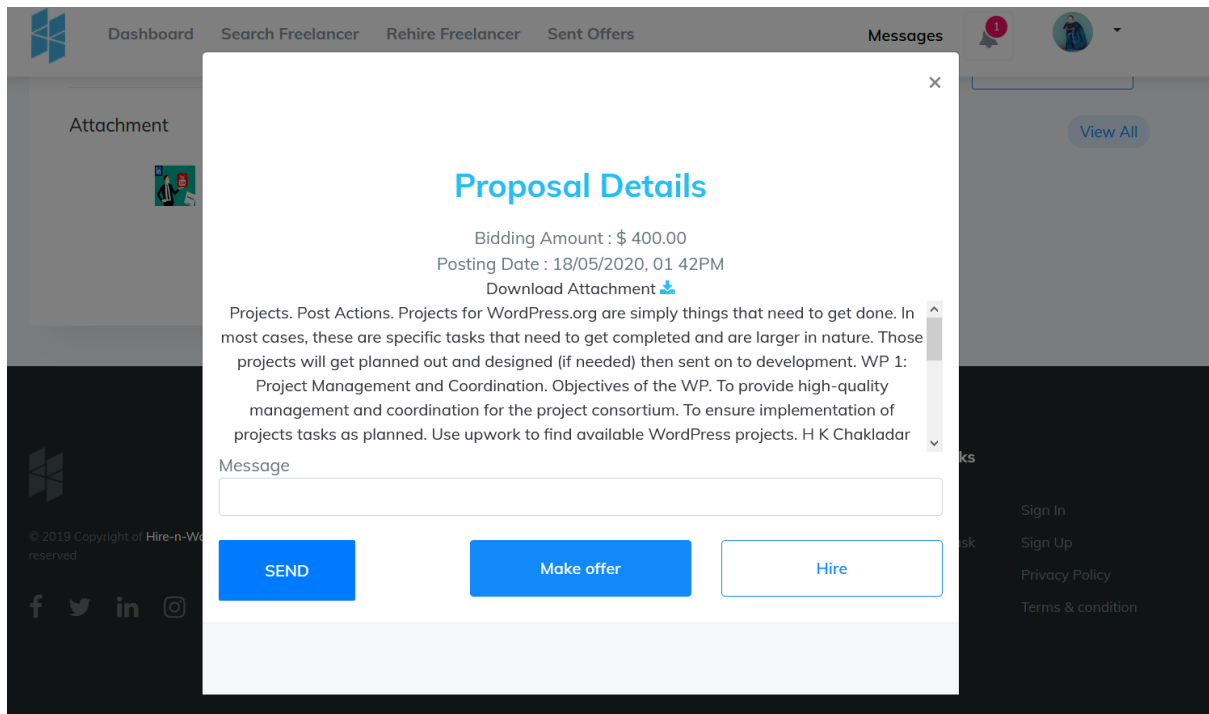 Dashboard Search Freelancer Rehire Freelancer Sent Offers Messages 1
×
Attachment
View All
Proposal Details
Bidding Amount : $ 400.00
Posting Date : 18/05/2020, 01 42PM
Download Attachment
Projects. Post Actions. Projects for WordPress.org are simply things that need to get done. In
most cases, these are specific tasks that need to get completed and are larger in nature. Those
projects will get planned out and designed (if needed) then sent on to development. WP 1:
Project Management and Coordination. Objectives of the WP. To provide high-quality
management and coordination for the project consortium. To ensure implementation of
projects tasks as planned. Use upwork to find available WordPress projects. H K Chakladar
Message
SEND
Make offer
Hire
© 2019 Copyright of Hire-n-Wo
reserved
ks
Sign In
sk
Sign Up
Privacy Policy
Terms & condition